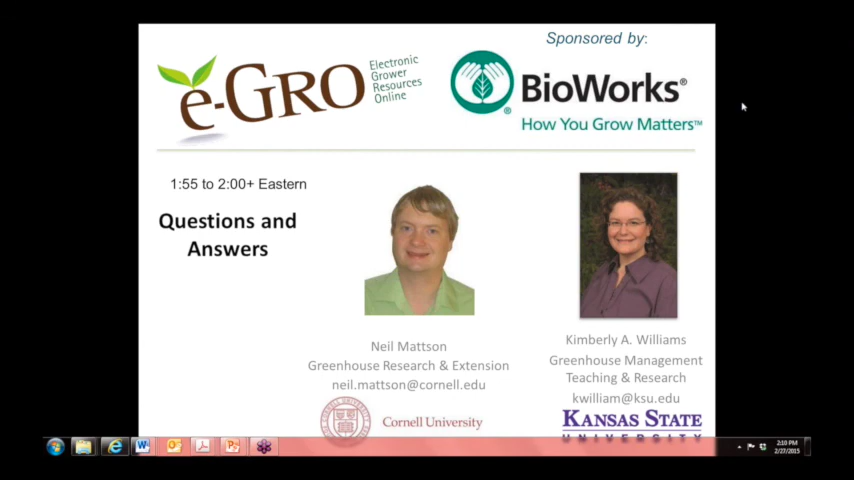 Sponsored by:
e-GRO
Electronic
Grower
Resources
Online
BioWorks®
How You Grow Matters™
1:55 to 2:00+ Eastern
Questions and
Answers
Neil Mattson
Greenhouse Research & Extension
neil.mattson@cornell.edu
Cornell University
Kimberly A. Williams
Greenhouse Management
Teaching & Research
kwilliam@ksu.edu
KANSAS STATE
UNIVERSITY
2:10 PM
2/27/2015